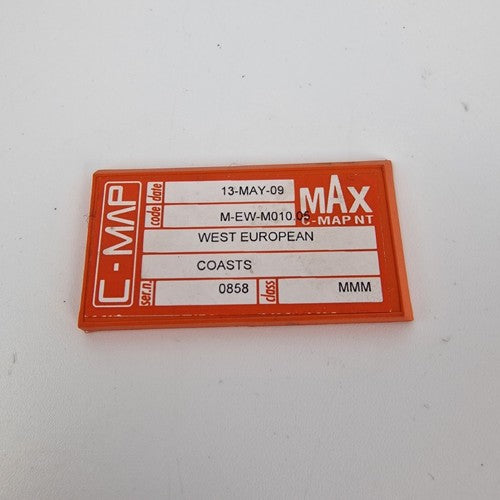 C-MAP
date 13-MAY-09
MAX
code M-EW-M010.05
C-MAP NT
WEST EUROPEAN
COASTS
ser.n. 0858 class MMM